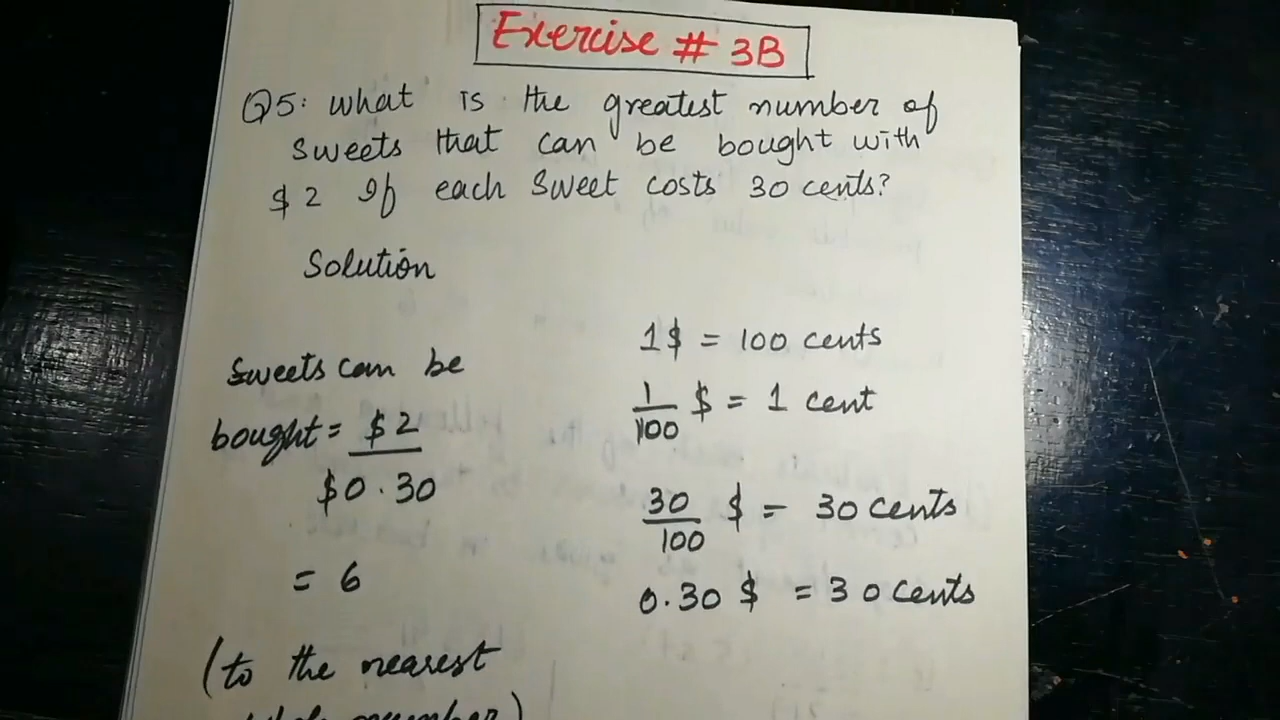 Exercise # 3B
Q5: what is the greatest number of
sweets that can be bought with
$2 If each Sweet costs 30 cents?
Solution
Sweets can be
bought = $2
$0.30
= 6
(to the nearest
number)
1$ = 100 cents
1/100 $ = 1 cent
30/100 $ = 30 cents
0.30 $ = 30 cents